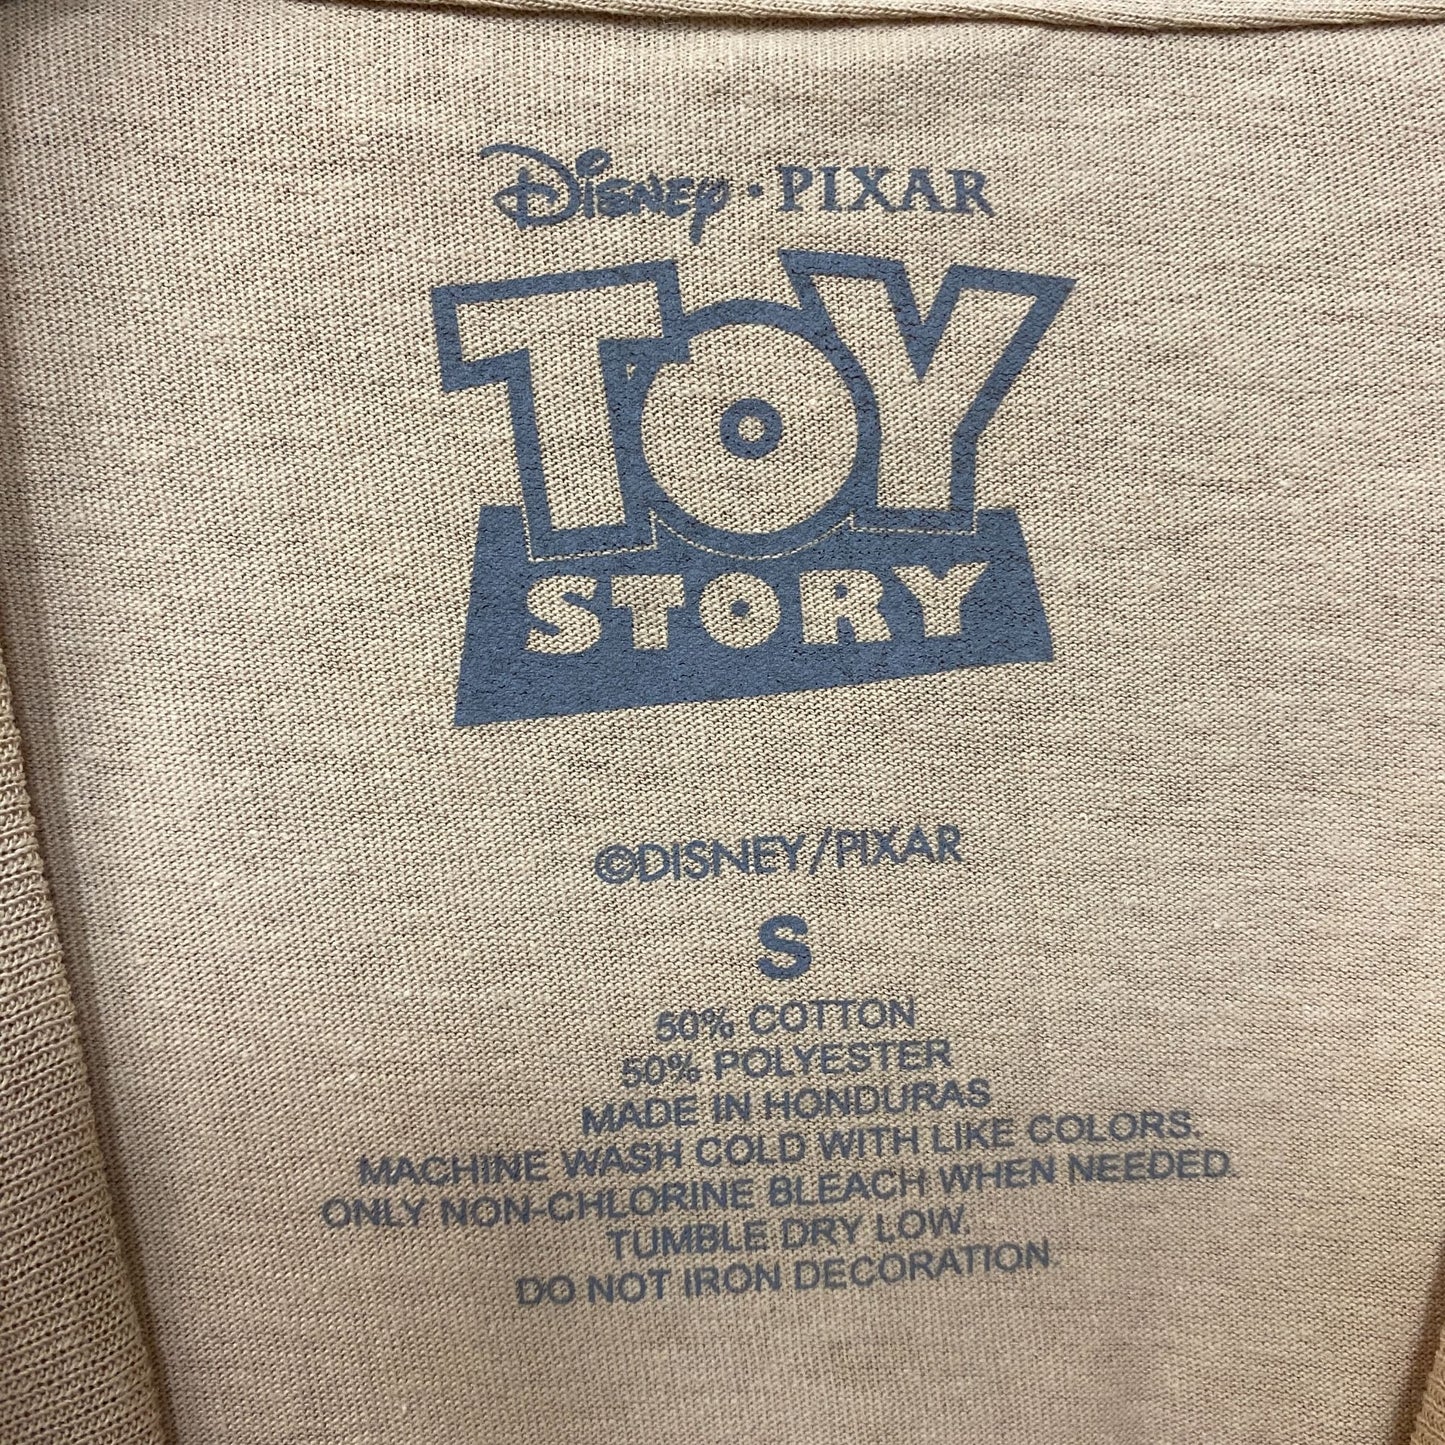 Disney · PIXAR
TOY
STORY
©DISNEY/PIXAR
S
50% COTTON
50% POLYESTER
MADE IN HONDURAS
MACHINE WASH COLD WITH LIKE COLORS.
ONLY NON-CHLORINE BLEACH WHEN NEEDED.
TUMBLE DRY LOW.
DO NOT IRON DECORATION.